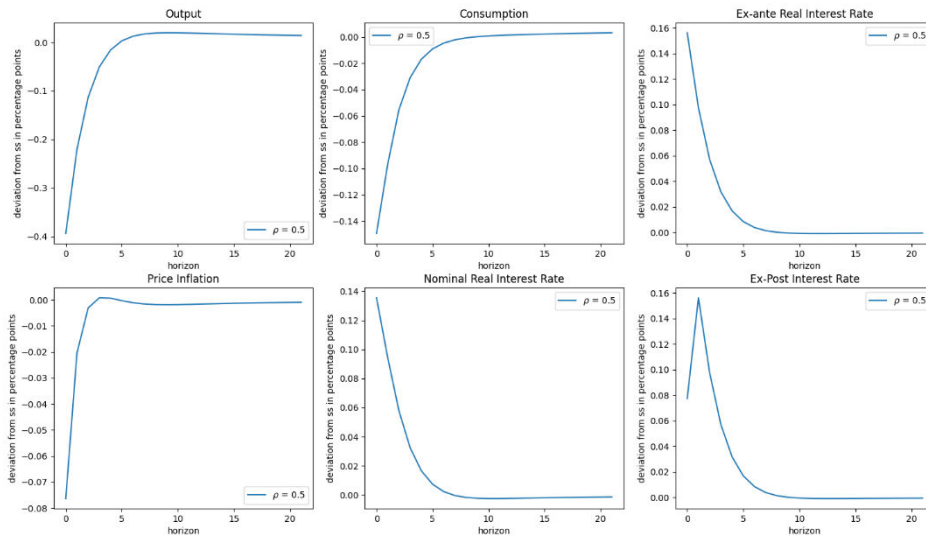 Output
deviation from ss in percentage points
0.0
−0.1
−0.2
−0.3
−0.4
ρ = 0.5
0 5 10 15 20
horizon
Consumption
deviation from ss in percentage points
0.00
−0.02
−0.04
−0.06
−0.08
−0.10
−0.12
−0.14
ρ = 0.5
0 5 10 15 20
horizon
Ex-ante Real Interest Rate
deviation from ss in percentage points
0.16
0.14
0.12
0.10
0.08
0.06
0.04
0.02
0.00
ρ = 0.5
0 5 10 15 20
horizon
Price Inflation
deviation from ss in percentage points
0.00
−0.01
−0.02
−0.03
−0.04
−0.05
−0.06
−0.07
−0.08
ρ = 0.5
0 5 10 15 20
horizon
Nominal Real Interest Rate
deviation from ss in percentage points
0.14
0.12
0.10
0.08
0.06
0.04
0.02
0.00
ρ = 0.5
0 5 10 15 20
horizon
Ex-Post Interest Rate
deviation from ss in percentage points
0.16
0.14
0.12
0.10
0.08
0.06
0.04
0.02
0.00
ρ = 0.5
0 5 10 15 20
horizon